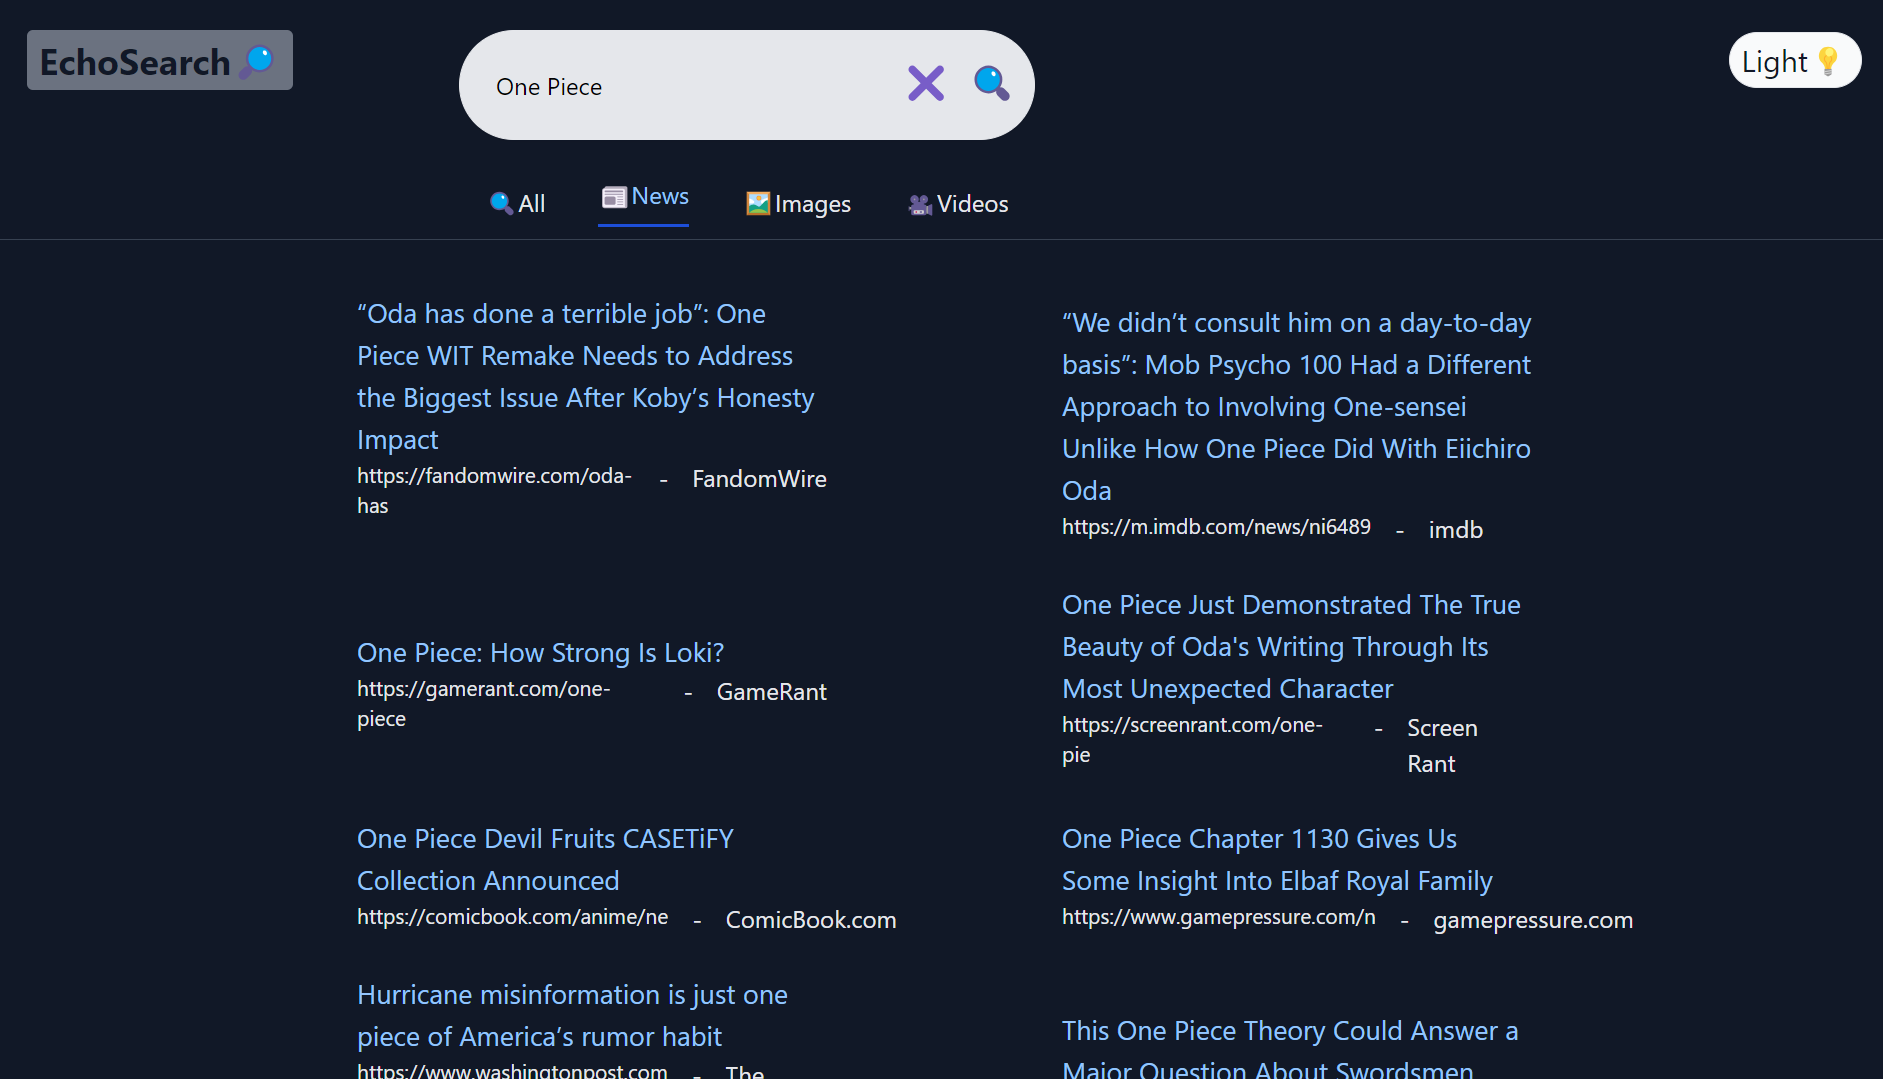 EchoSearch
One Piece
Light
All
News
Images
Videos
“Oda has done a terrible job”: One
Piece WIT Remake Needs to Address
the Biggest Issue After Koby’s Honesty
Impact
https://fandomwire.com/oda-
has
-
FandomWire
“We didn’t consult him on a day-to-day
basis”: Mob Psycho 100 Had a Different
Approach to Involving One-sensei
Unlike How One Piece Did With Eiichiro
Oda
https://m.imdb.com/news/ni6489 - imdb
One Piece: How Strong Is Loki?
https://gamerant.com/one-
piece
-
GameRant
One Piece Just Demonstrated The True
Beauty of Oda's Writing Through Its
Most Unexpected Character
https://screenrant.com/one-
pie
-
Screen
Rant
One Piece Devil Fruits CASETiFY
Collection Announced
https://comicbook.com/anime/ne - ComicBook.com
One Piece Chapter 1130 Gives Us
Some Insight Into Elbaf Royal Family
https://www.gamepressure.com/n - gamepressure.com
Hurricane misinformation is just one
piece of America’s rumor habit
https://www.washingtonpost.com - The
This One Piece Theory Could Answer a
Major Question About Swordsmen